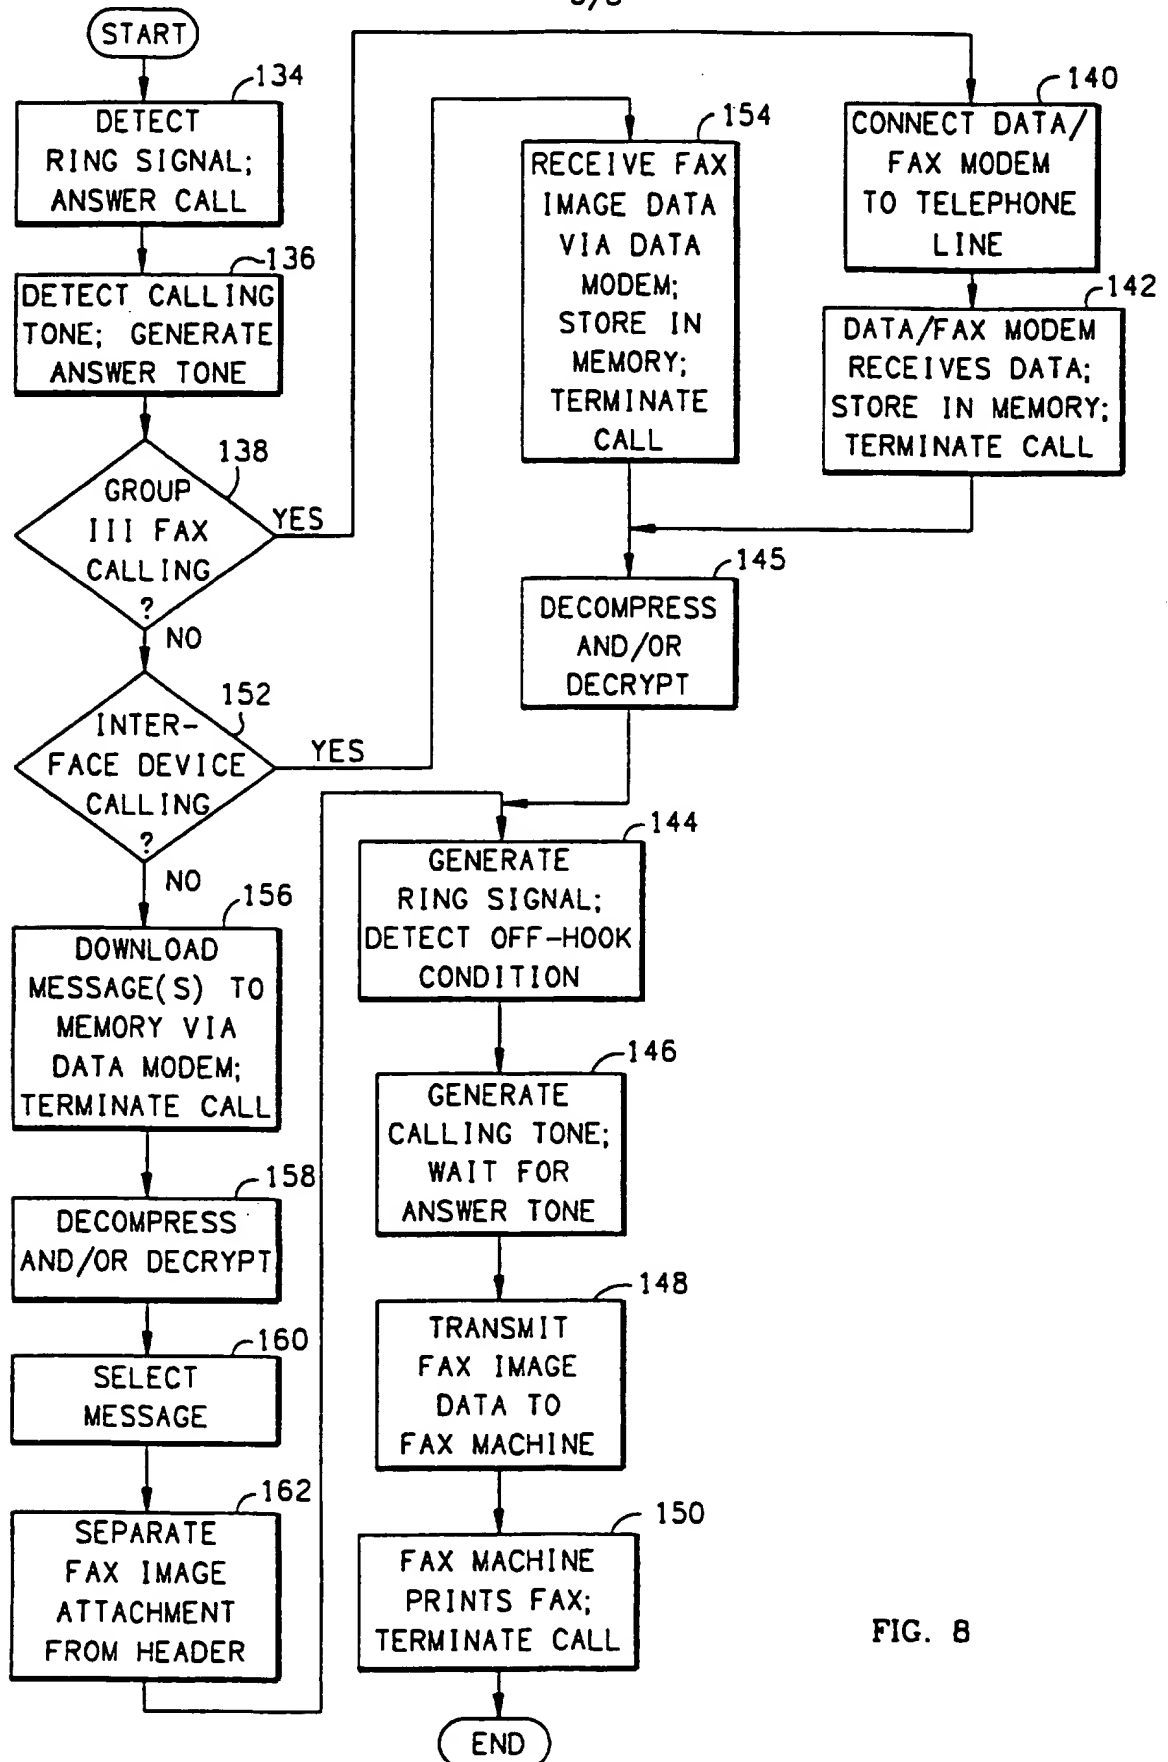 START
134
DETECT
RING SIGNAL;
ANSWER CALL
136
DETECT CALLING
TONE; GENERATE
ANSWER TONE
138
GROUP
III FAX
CALLING
?
YES
NO
152
INTER-
FACE DEVICE
CALLING
?
YES
NO
156
DOWNLOAD
MESSAGE(S) TO
MEMORY VIA
DATA MODEM;
TERMINATE CALL
158
DECOMPRESS
AND/OR DECRYPT
160
SELECT
MESSAGE
162
SEPARATE
FAX IMAGE
ATTACHMENT
FROM HEADER
154
RECEIVE FAX
IMAGE DATA
VIA DATA
MODEM;
STORE IN
MEMORY;
TERMINATE
CALL
140
CONNECT DATA/
FAX MODEM
TO TELEPHONE
LINE
142
DATA/FAX MODEM
RECEIVES DATA;
STORE IN MEMORY;
TERMINATE CALL
145
DECOMPRESS
AND/OR
DECRYPT
144
GENERATE
RING SIGNAL;
DETECT OFF-HOOK
CONDITION
146
GENERATE
CALLING TONE;
WAIT FOR
ANSWER TONE
148
TRANSMIT
FAX IMAGE
DATA TO
FAX MACHINE
150
FAX MACHINE
PRINTS FAX;
TERMINATE CALL
END
FIG. 8